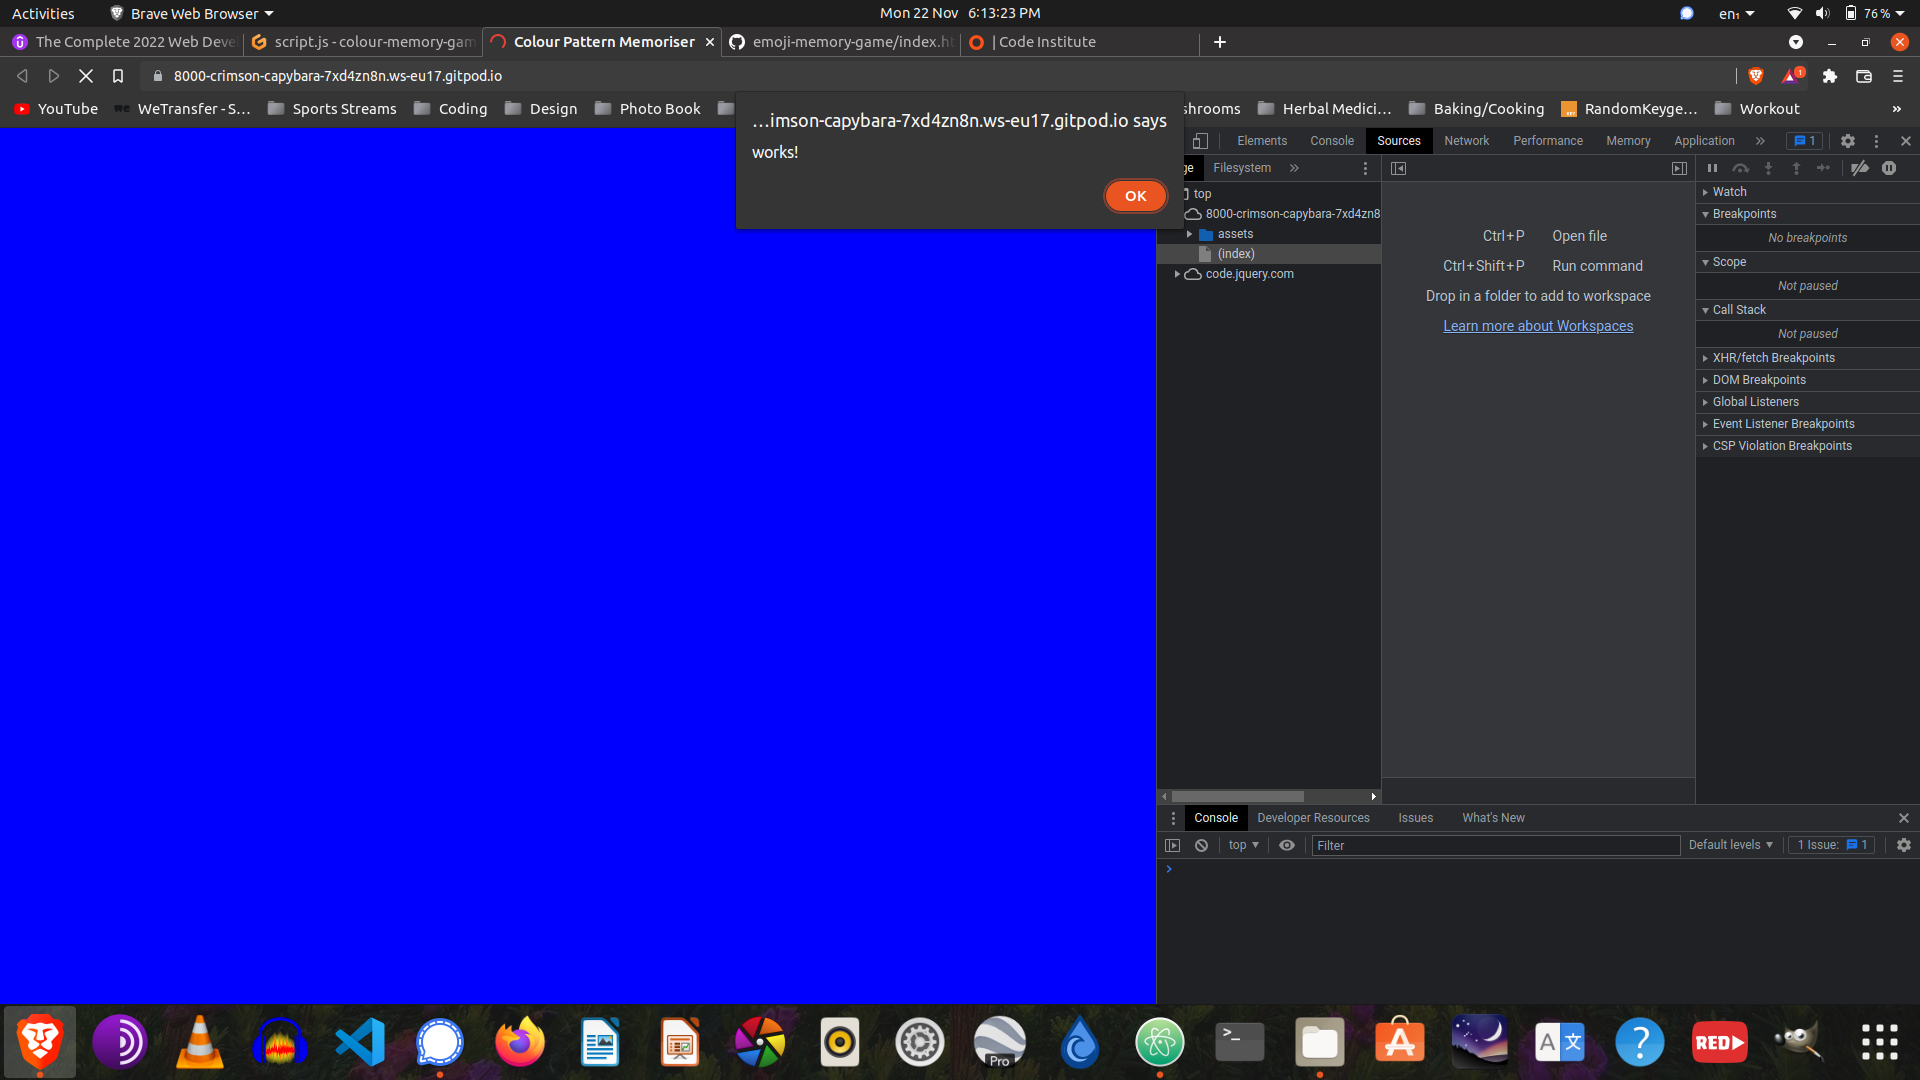 Activities
Brave Web Browser
Mon 22 Nov 6:13:23 PM
en₁
76 %
The Complete 2022 Web Deve
script.js - colour-memory-gam
Colour Pattern Memoriser
emoji-memory-game/index.ht
| Code Institute
8000-crimson-capybara-7xd4zn8n.ws-eu17.gitpod.io
1
YouTube
WeTransfer - S...
Sports Streams
Coding
Design
Photo Book
shrooms
Herbal Medici...
Baking/Cooking
RandomKeyge...
Workout
»
...imson-capybara-7xd4zn8n.ws-eu17.gitpod.io says
works!
OK
Elements
Console
Sources
Performance
Network
Memory
Application
»
1
ge
Filesystem
»
top
8000-crimson-capybara-7xd4zn8
assets
(index)
code.jquery.com
Ctrl+P Open file
Ctrl+Shift+P Run command
Drop in a folder to add to workspace
Learn more about Workspaces
Watch
Breakpoints
No breakpoints
Scope
Not paused
Call Stack
Not paused
XHR/fetch Breakpoints
DOM Breakpoints
Global Listeners
Event Listener Breakpoints
CSP Violation Breakpoints
Console
Developer Resources
Issues
What's New
top
Filter
Default levels
1 Issue: 1
Pro
>_
A 文
?
RED